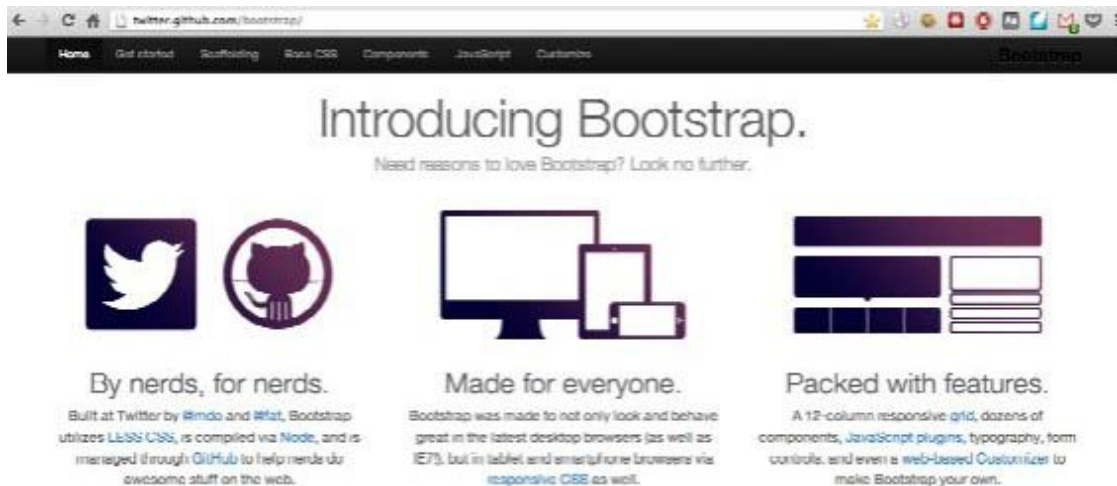 twitter.github.com/bootstrap/
Home Get started Scaffolding Base CSS Components JavaScript Customize Bootstrap
Introducing Bootstrap.
Need reasons to love Bootstrap? Look no further.
By nerds, for nerds.
Built at Twitter by @mdo and @fat, Bootstrap
utilizes LESS CSS, is compiled via Node, and is
managed through GitHub to help nerds do
awesome stuff on the web.
Made for everyone.
Bootstrap was made to not only look and behave
great in the latest desktop browsers (as well as
IE7!), but in tablet and smartphone browsers via
responsive CSS as well.
Packed with features.
A 12-column responsive grid, dozens of
components, JavaScript plugins, typography, form
controls, and even a web-based Customizer to
make Bootstrap your own.